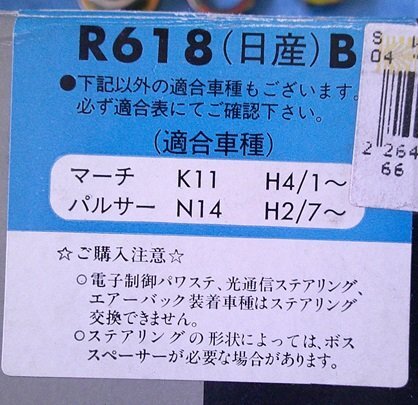 R618(日産)B
●下記以外の適合車種もございます。
必ず適合表にてご確認下さい。
(適合車種)
マーチ K11 H4/1〜
パルサー N14 H2/7〜
☆ご購入注意☆
○電子制御パワステ、光通信ステアリング、
エアーバック装着車種はステアリング
交換できません。
○ステアリングの形状によっては、ボス
スペーサーが必要な場合があります。
S
04
2 264
66